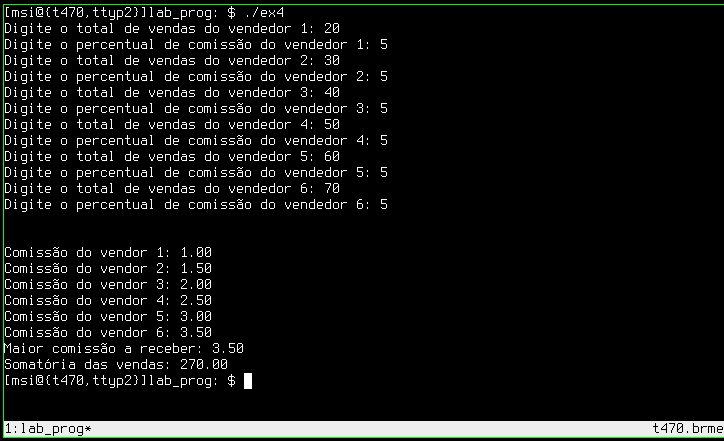 [msi@{t470,ttyp2}]lab_prog: $ ./ex4
Digite o total de vendas do vendedor 1: 20
Digite o percentual de comissão do vendedor 1: 5
Digite o total de vendas do vendedor 2: 30
Digite o percentual de comissão do vendedor 2: 5
Digite o total de vendas do vendedor 3: 40
Digite o percentual de comissão do vendedor 3: 5
Digite o total de vendas do vendedor 4: 50
Digite o percentual de comissão do vendedor 4: 5
Digite o total de vendas do vendedor 5: 60
Digite o percentual de comissão do vendedor 5: 5
Digite o total de vendas do vendedor 6: 70
Digite o percentual de comissão do vendedor 6: 5
Comissão do vendor 1: 1.00
Comissão do vendor 2: 1.50
Comissão do vendor 3: 2.00
Comissão do vendor 4: 2.50
Comissão do vendor 5: 3.00
Comissão do vendor 6: 3.50
Maior comissão a receber: 3.50
Somatória das vendas: 270.00
[msi@{t470,ttyp2}]lab_prog: $
1:lab_prog* t470.brme